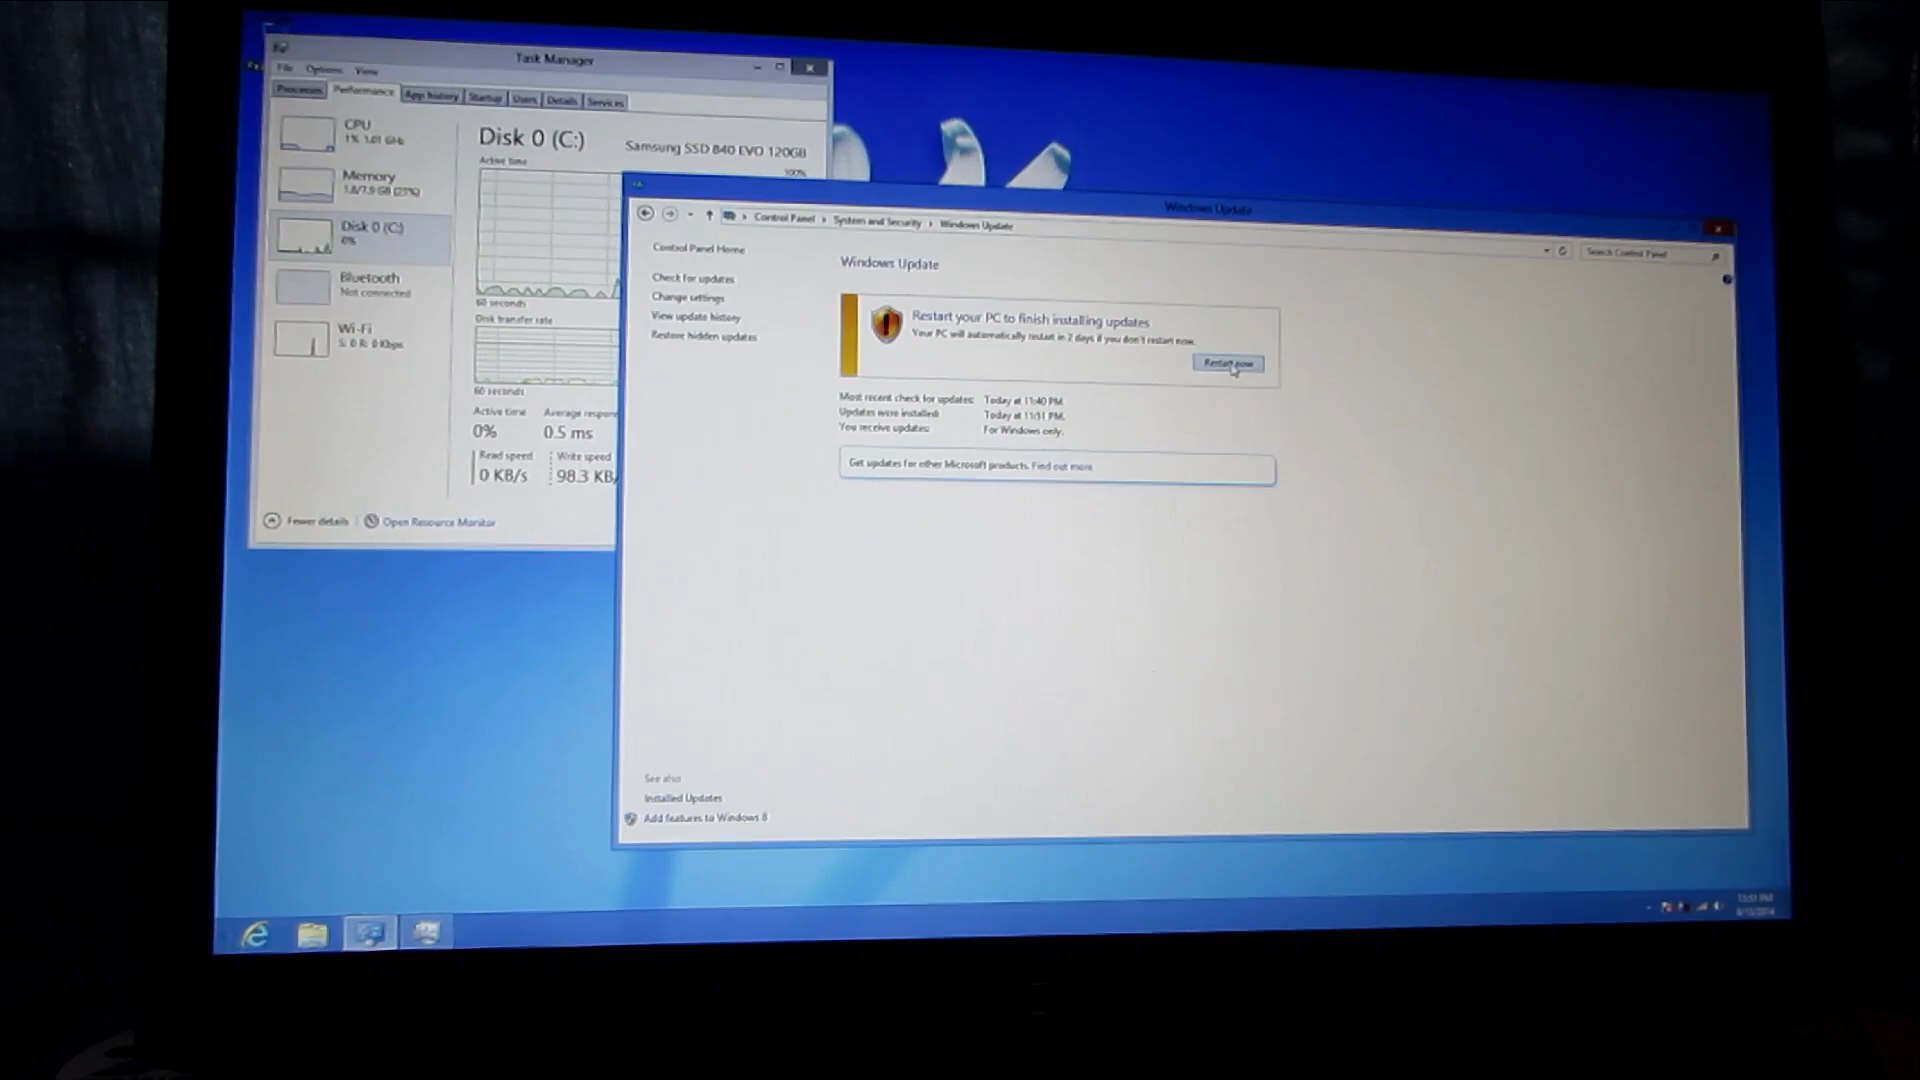 Task Manager
File Options View
Processes Performance App history Startup Users Details Services
CPU
1% 1.01 GHz
Memory
1.8/7.9 GB (23%)
Disk 0 (C:)
0%
Bluetooth
Not connected
Wi-Fi
S: 0 R: 0 Kbps
Disk 0 (C:)
Samsung SSD 840 EVO 120GB
Active time
100%
60 seconds
Disk transfer rate
60 seconds
Active time
0%
Average respon
0.5 ms
Read speed
0 KB/s
Write speed
98.3 KB/
Fewer details
Open Resource Monitor
Windows Update
Control Panel System and Security Windows Update
Search Control Panel
Control Panel Home
Check for updates
Change settings
View update history
Restore hidden updates
Windows Update
Restart your PC to finish installing updates
Your PC will automatically restart in 2 days if you don't restart now.
Restart now
Most recent check for updates: Today at 11:40 PM
Updates were installed: Today at 11:51 PM.
You receive updates: For Windows only.
Get updates for other Microsoft products. Find out more
See also
Installed Updates
Add features to Windows 8
11:51 PM